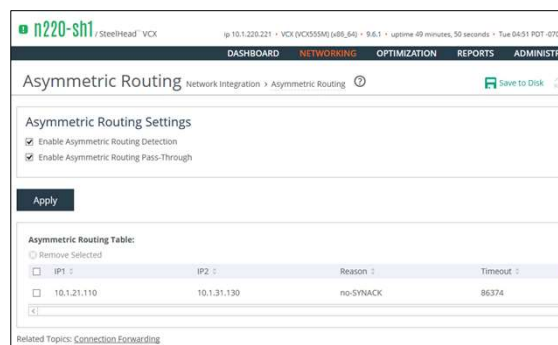 n220-sh1 / SteelHead™ VCX
ip 10.1.220.221 • VCX (VCX555M) (x86_64) • 9.6.1 • uptime 49 minutes, 50 seconds • Tue 04:51 PDT -070
DASHBOARD NETWORKING OPTIMIZATION REPORTS ADMINISTR
Asymmetric Routing Network Integration › Asymmetric Routing ?
Save to Disk
Asymmetric Routing Settings
Enable Asymmetric Routing Detection
Enable Asymmetric Routing Pass-Through
Apply
Asymmetric Routing Table:
Remove Selected
IP1 IP2 Reason Timeout
10.1.21.110 10.1.31.130 no-SYNACK 86374
Related Topics: Connection Forwarding